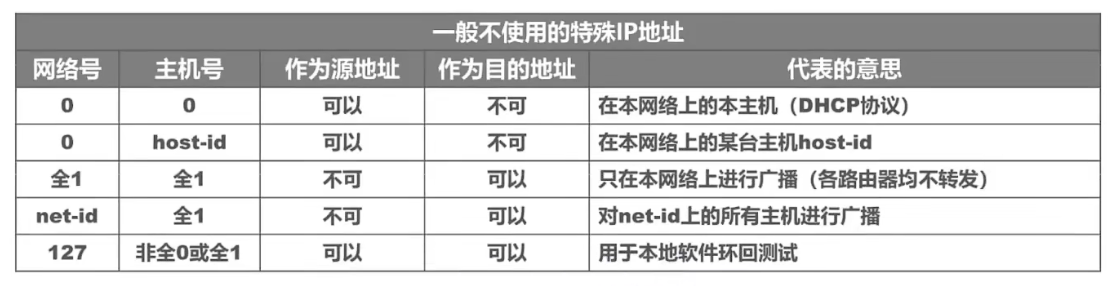 一般不使用的特殊IP地址
网络号 主机号 作为源地址 作为目的地址 代表的意思
0 0 可以 不可 在本网络上的本主机（DHCP协议）
0 host-id 可以 不可 在本网络上的某台主机host-id
全1 全1 不可 可以 只在本网络上进行广播（各路由器均不转发）
net-id 全1 不可 可以 对net-id上的所有主机进行广播
127 非全0或全1 可以 可以 用于本地软件环回测试